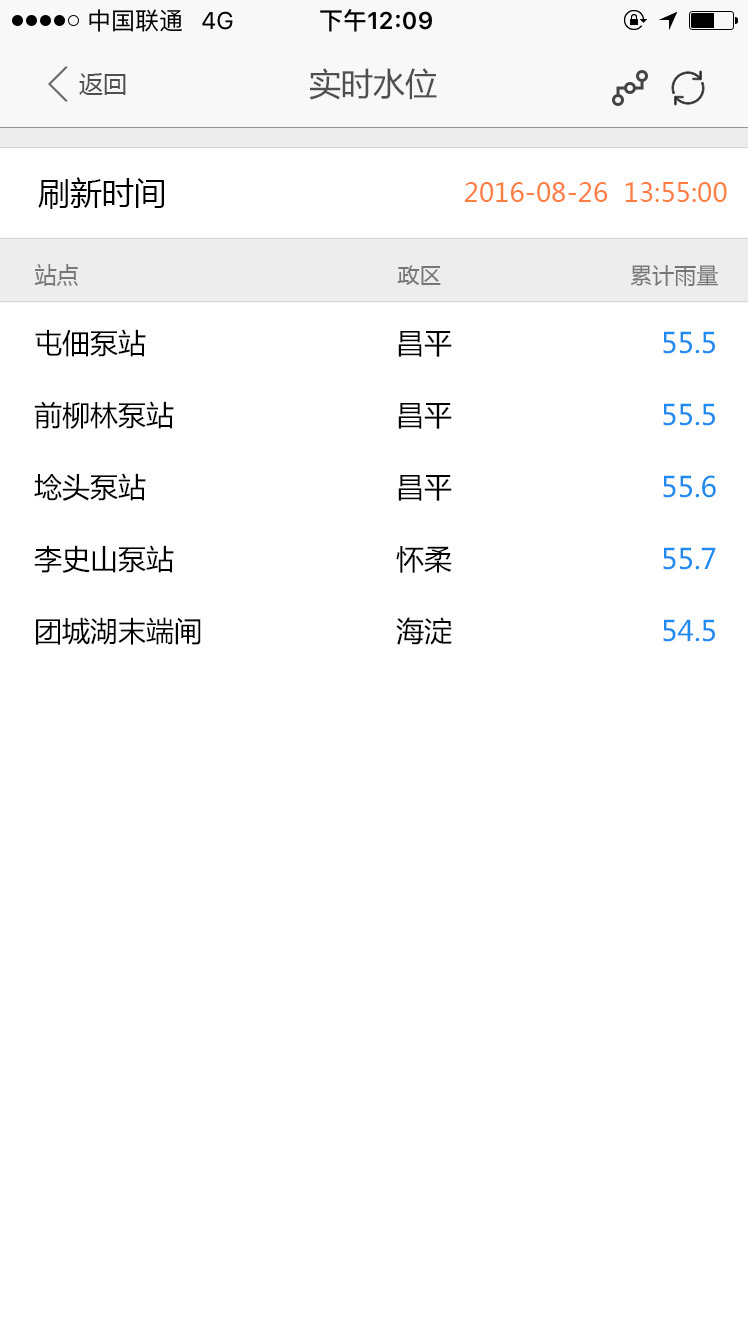 中国联通 4G 下午12:09
返回 实时水位
刷新时间 2016-08-26 13:55:00
站点 政区 累计雨量
屯佃泵站 昌平 55.5
前柳林泵站 昌平 55.5
埝头泵站 昌平 55.6
李史山泵站 怀柔 55.7
团城湖末端闸 海淀 54.5